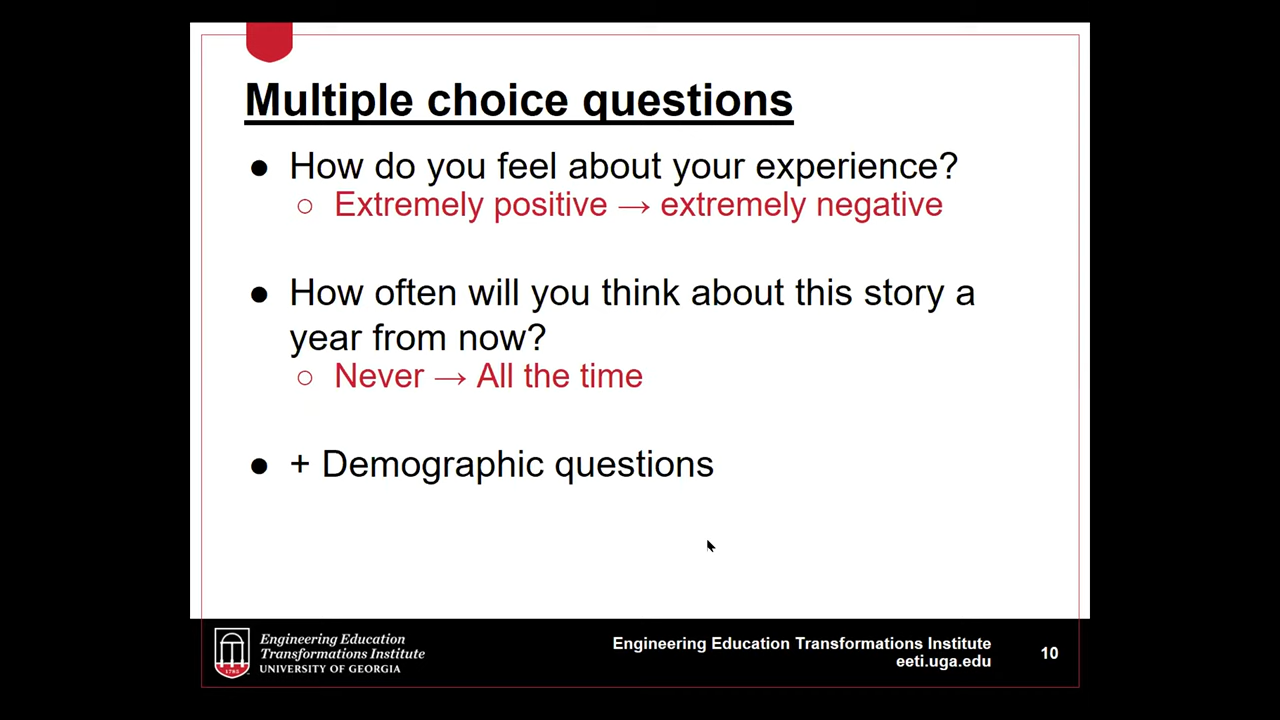 Multiple choice questions
● How do you feel about your experience?
○ Extremely positive → extremely negative
● How often will you think about this story a
year from now?
○ Never → All the time
● + Demographic questions
Engineering Education
Transformations Institute
UNIVERSITY OF GEORGIA
1785
Engineering Education Transformations Institute
eeti.uga.edu
10